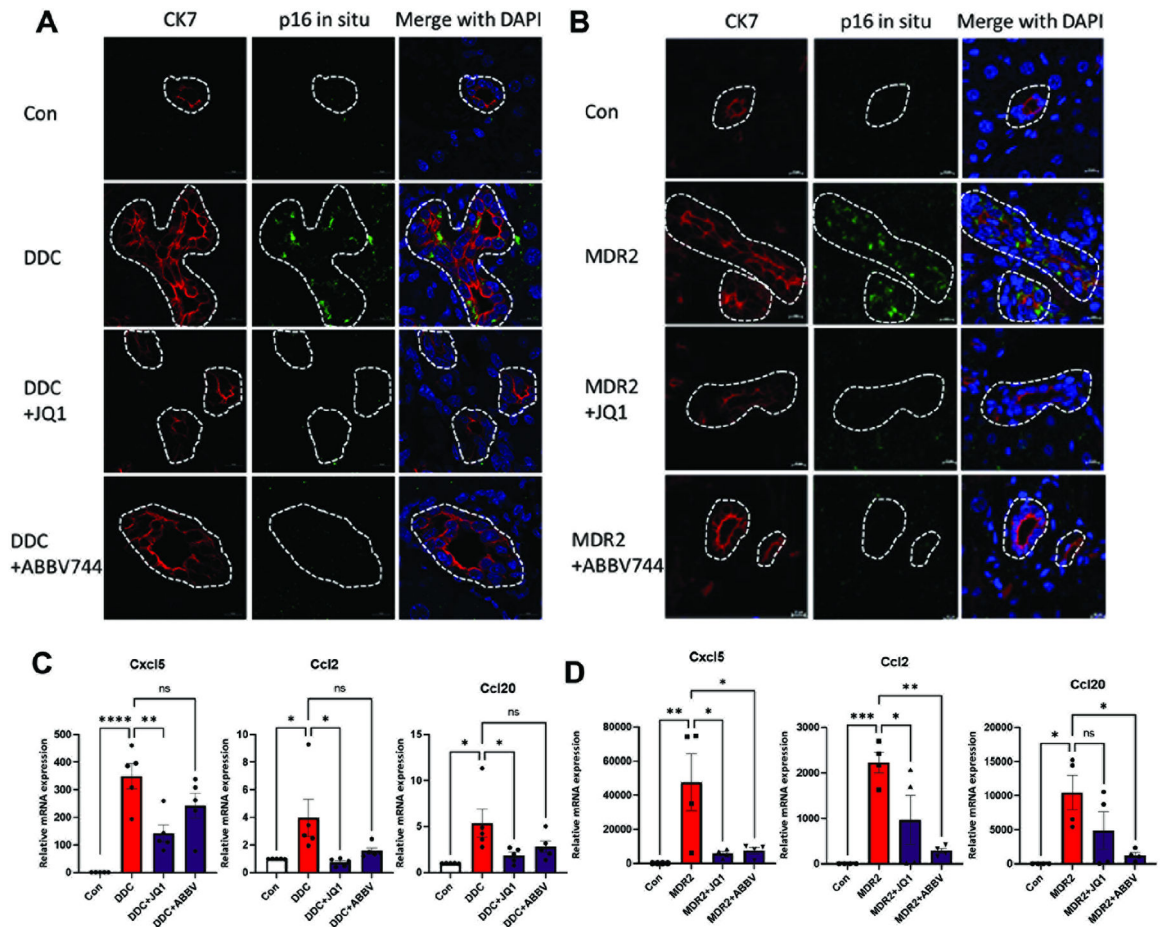 A
CK7 p16 in situ Merge with DAPI
Con
DDC
DDC
+JQ1
DDC
+ABBV744
B
CK7 p16 in situ Merge with DAPI
Con
MDR2
MDR2
+JQ1
MDR2
+ABBV744
C
Cxcl5
ns
**** **
Relative mRNA expression
500
400
300
200
100
0
Con DDC DDC+JQ1 DDC+ABBV
Ccl2
ns
* *
Relative mRNA expression
10
8
6
4
2
0
Con DDC DDC+JQ1 DDC+ABBV
Ccl20
ns
* *
Relative mRNA expression
15
10
5
0
Con DDC DDC+JQ1 DDC+ABBV
D
Cxcl5
*
** *
Relative mRNA expression
80000
60000
40000
20000
0
Con MDR2 MDR2+JQ1 MDR2+ABBV
Ccl2
**
*** *
Relative mRNA expression
3000
2000
1000
0
Con MDR2 MDR2+JQ1 MDR2+ABBV
Ccl20
*
* ns
Relative mRNA expression
20000
15000
10000
5000
0
Con MDR2 MDR2+JQ1 MDR2+ABBV